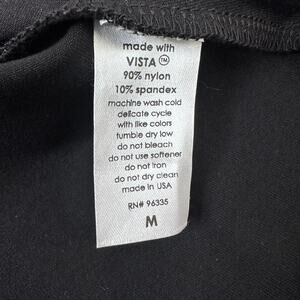 made with
VISTA™
90% nylon
10% spandex
machine wash cold
delicate cycle
with like colors
tumble dry low
do not bleach
do not use softener
do not iron
do not dry clean
made in USA
RN# 96335
M